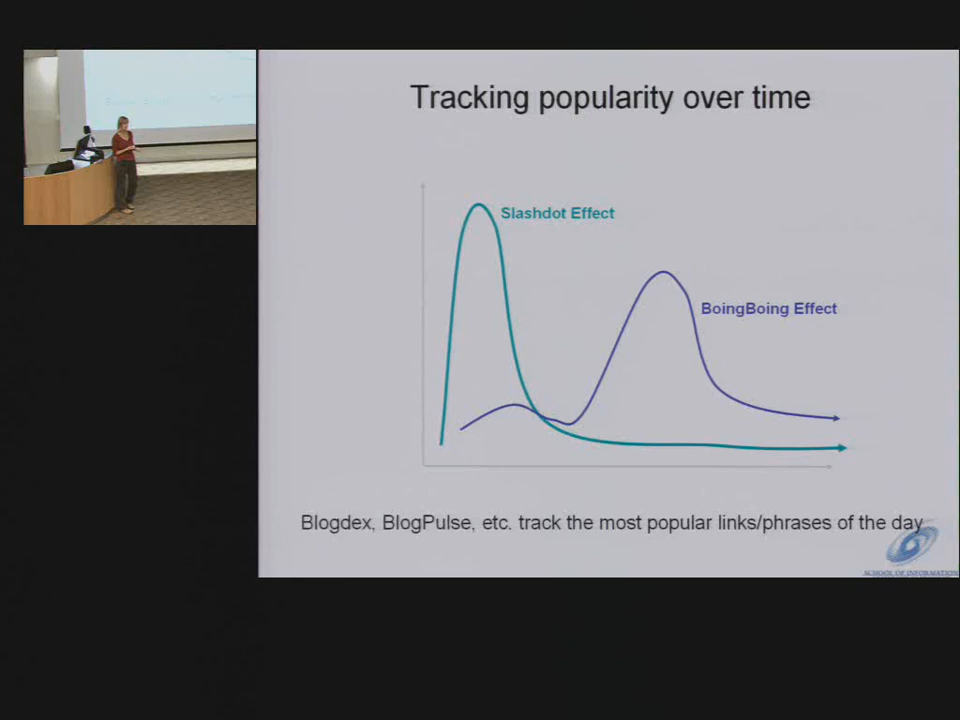 Tracking popularity over time
Slashdot Effect
BoingBoing Effect
Blogdex, BlogPulse, etc. track the most popular links/phrases of the day
SCHOOL OF INFORMATION